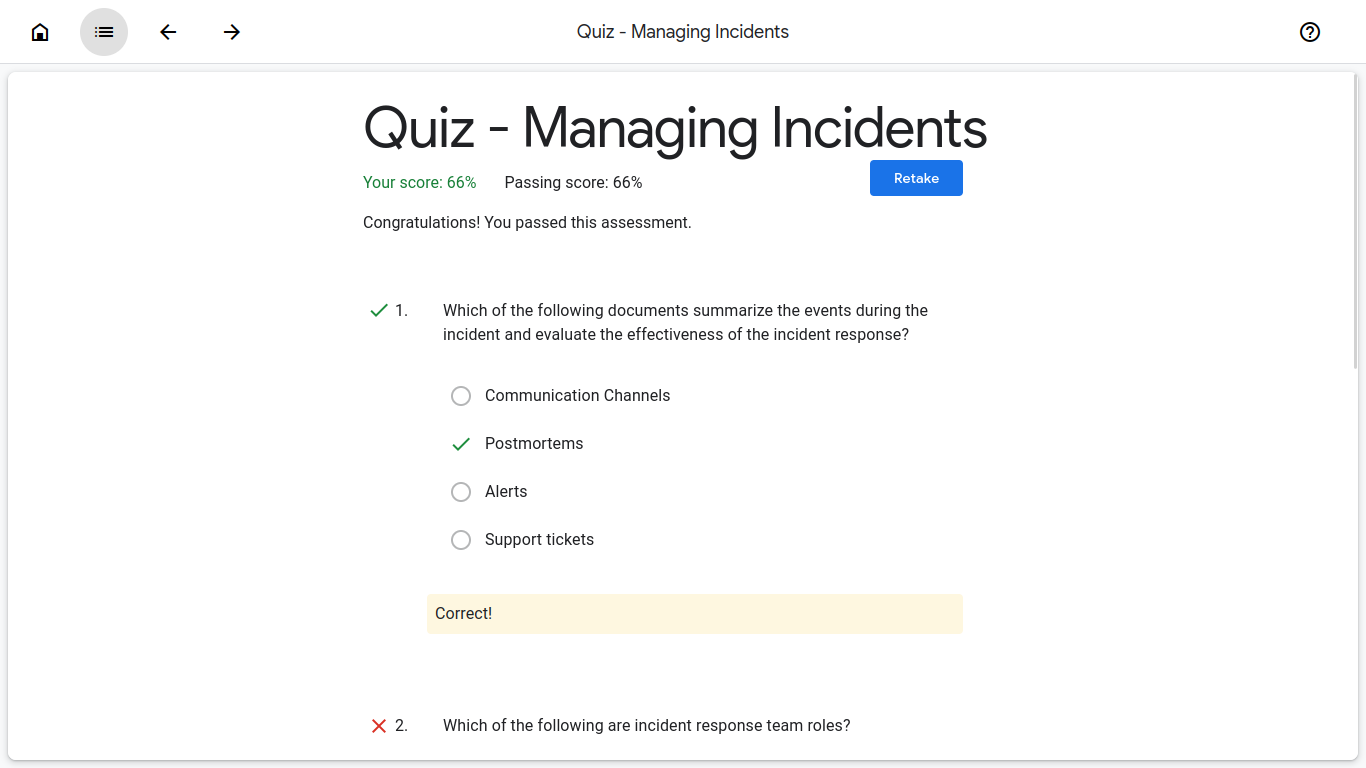 Quiz - Managing Incidents
Quiz - Managing Incidents
Your score: 66% Passing score: 66% Retake
Congratulations! You passed this assessment.
1. Which of the following documents summarize the events during the
incident and evaluate the effectiveness of the incident response?
Communication Channels
Postmortems
Alerts
Support tickets
Correct!
2. Which of the following are incident response team roles?